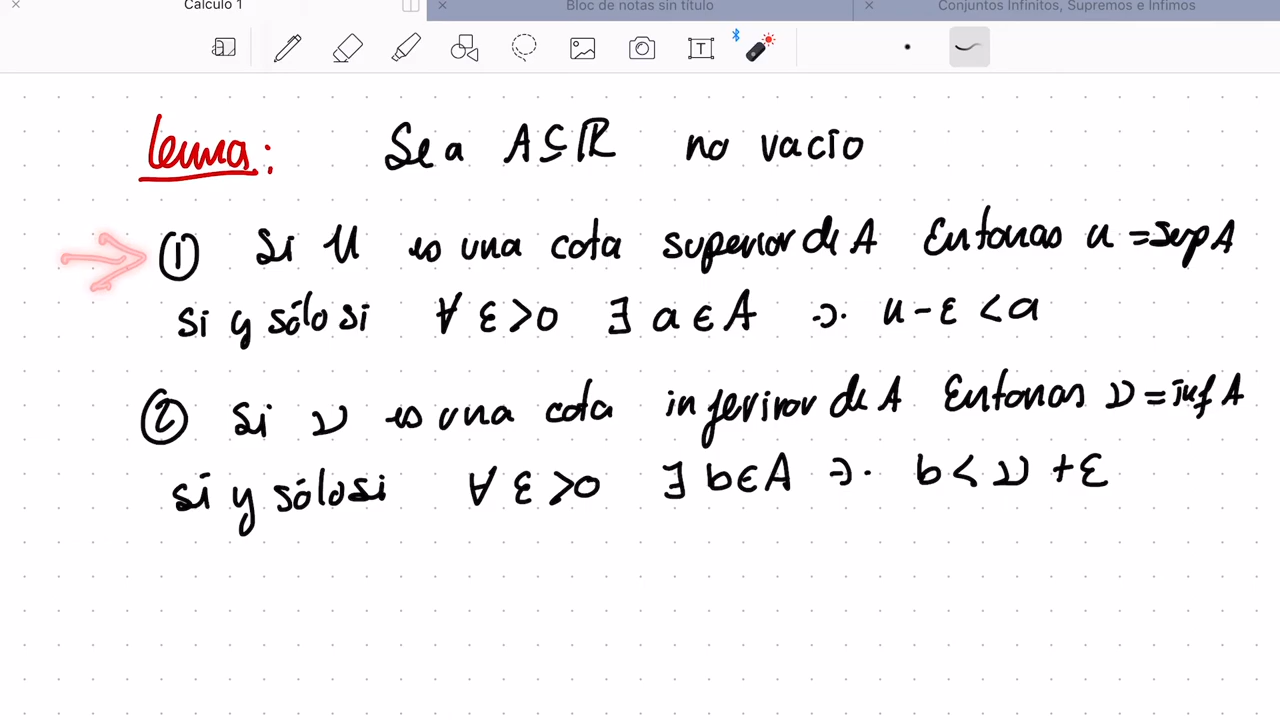 Calculo 1
Bloc de notas sin título
Conjuntos Infinitos, Supremos e Infimos
Lema: Sea A⊆ℝ no vacio
① Si u es una cota superior de A Entonces u = sup A
si y sólo si ∀ ε>0 ∃ a∈A ∋· u-ε <a
② Si ν es una cota inferiror de A Entonces ν = inf A
si y sólo si ∀ ε>0 ∃ b∈A ∋· b< ν +ε